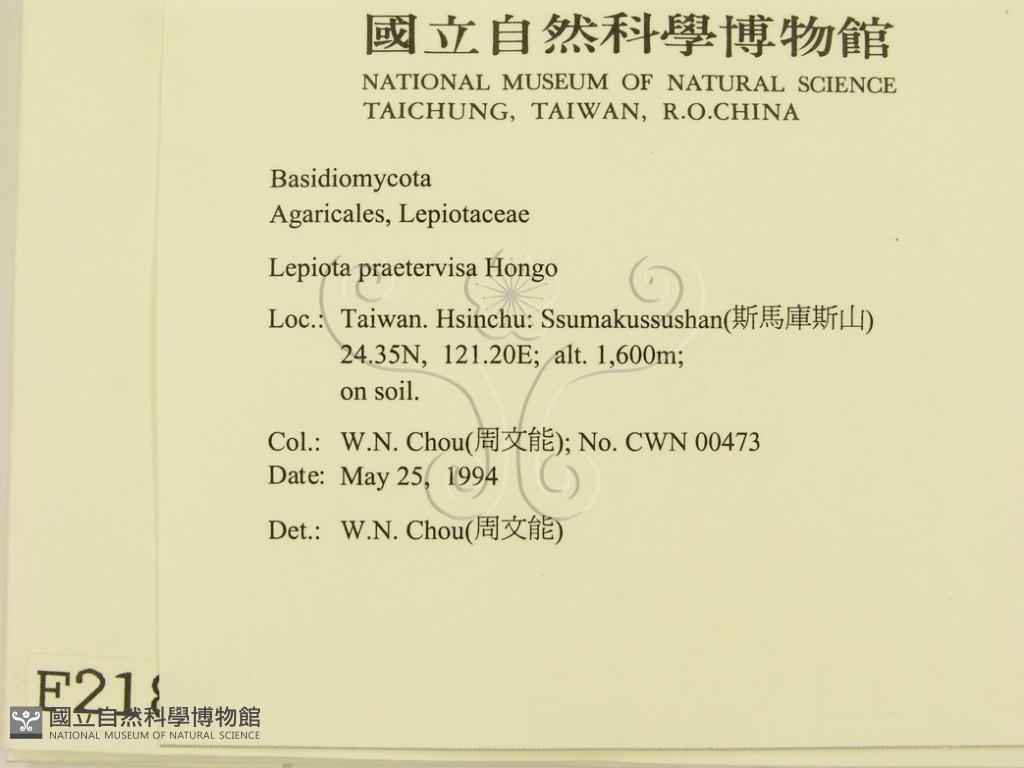 國立自然科學博物館
NATIONAL MUSEUM OF NATURAL SCIENCE
TAICHUNG, TAIWAN, R.O.CHINA
Basidiomycota
Agaricales, Lepiotaceae
Lepiota praetervisa Hongo
Loc.: Taiwan. Hsinchu: Ssumakussushan(斯馬庫斯山)
24.35N, 121.20E; alt. 1,600m;
on soil.
Col.: W.N. Chou(周文能); No. CWN 00473
Date: May 25, 1994
Det.: W.N. Chou(周文能)
F218
國立自然科學博物館
NATIONAL MUSEUM OF NATURAL SCIENCE